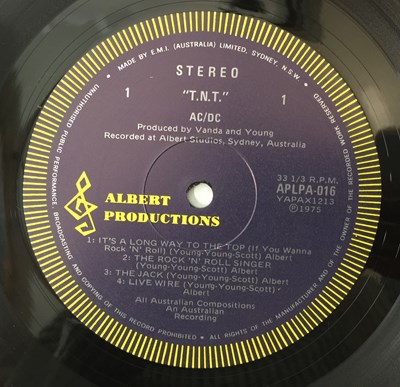 MADE BY E.M.I. (AUSTRALIA) LIMITED, SYDNEY, N.S.W.
STEREO
1 "T.N.T." 1
AC/DC
Produced by Vanda and Young
Recorded at Albert Studios, Sydney, Australia
33 1/3 R.P.M.
APLPA-016
YAPAX1213
Ⓟ1975
ALBERT
PRODUCTIONS
1: IT'S A LONG WAY TO THE TOP (If You Wanna
Rock 'N' Roll) (Young-Young-Scott) Albert
2: THE ROCK 'N' ROLL SINGER
(Young-Young-Scott) Albert
3: THE JACK (Young-Young-Scott) Albert
4: LIVE WIRE (Young-Young-Scott)-
Albert
All Australian Compositions
An Australian
Recording
UNAUTHORISED PUBLIC PERFORMANCE, BROADCASTING AND COPYING OF THIS RECORD PROHIBITED • ALL RIGHTS OF THE MANUFACTURER AND OF THE OWNER OF THE RECORDED WORK RESERVED